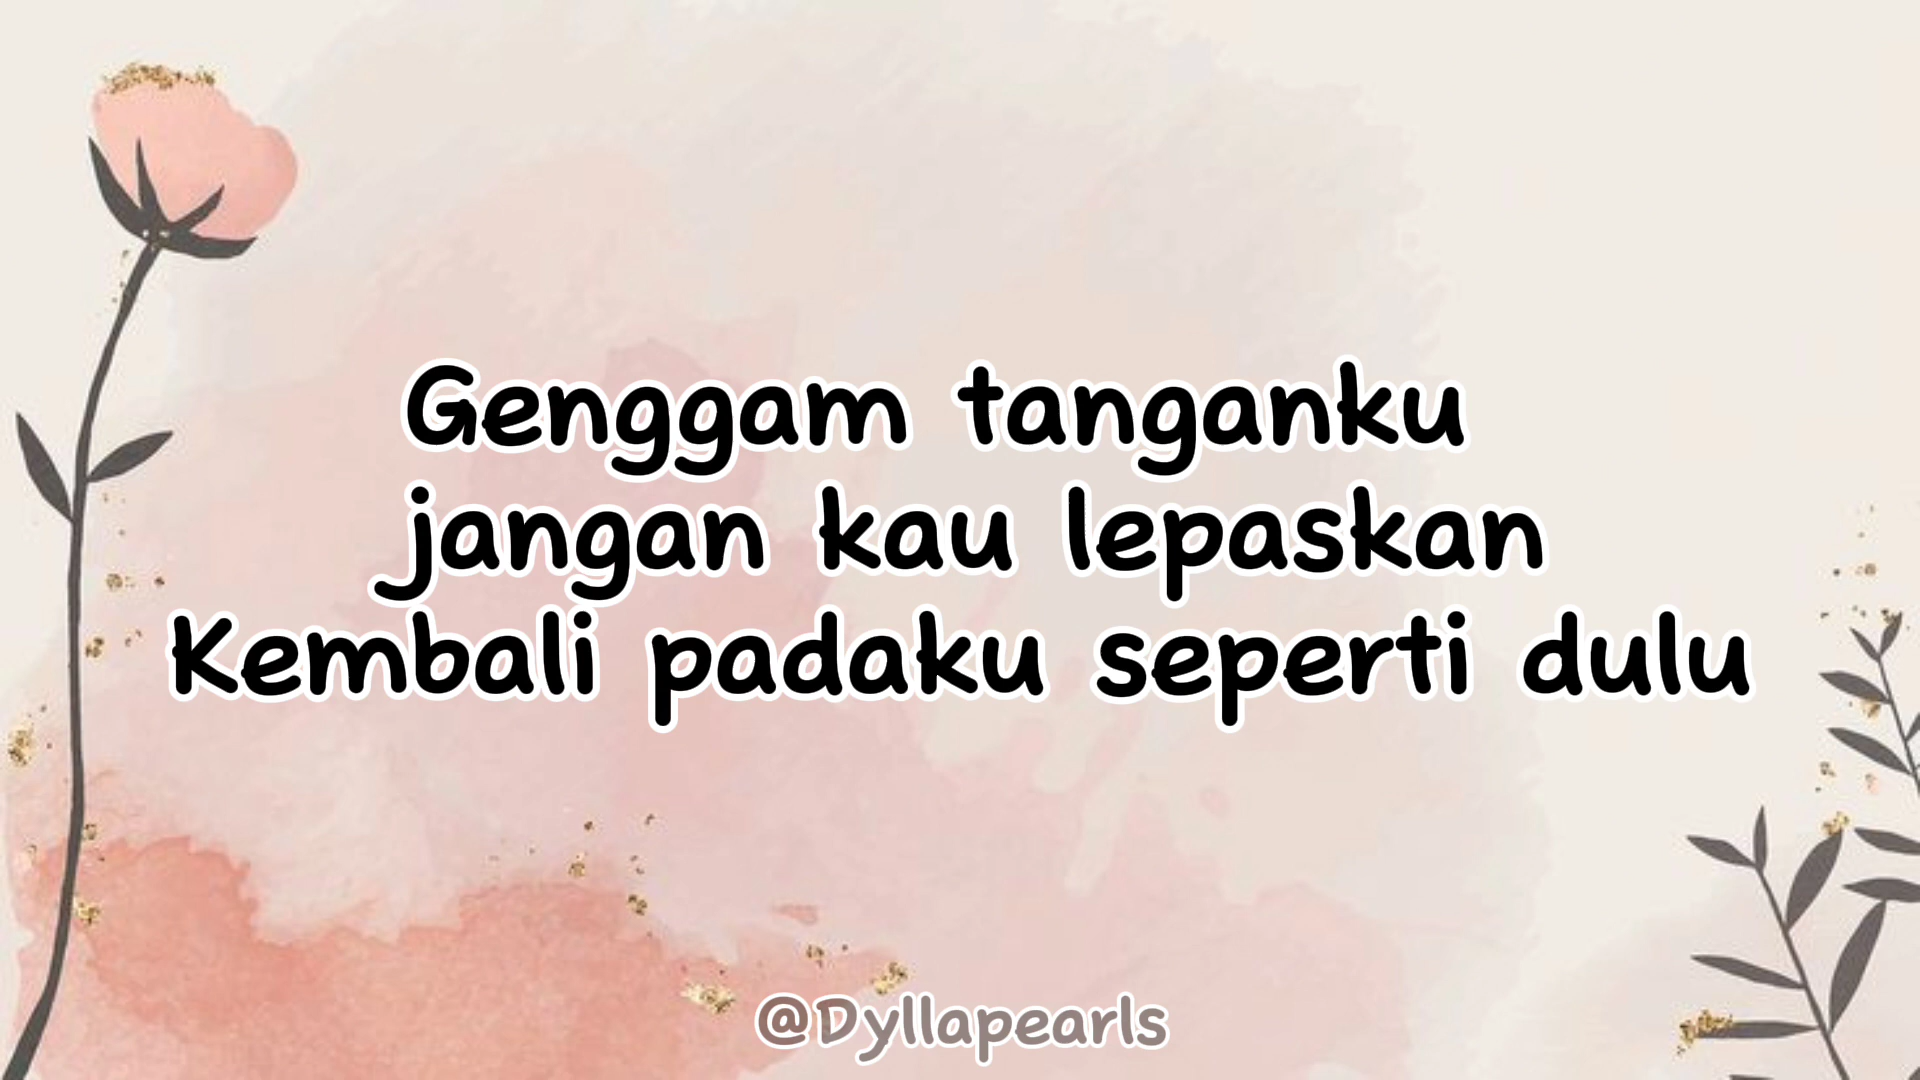 Genggam tanganku
jangan kau lepaskan
Kembali padaku seperti dulu
@Dyllapearls